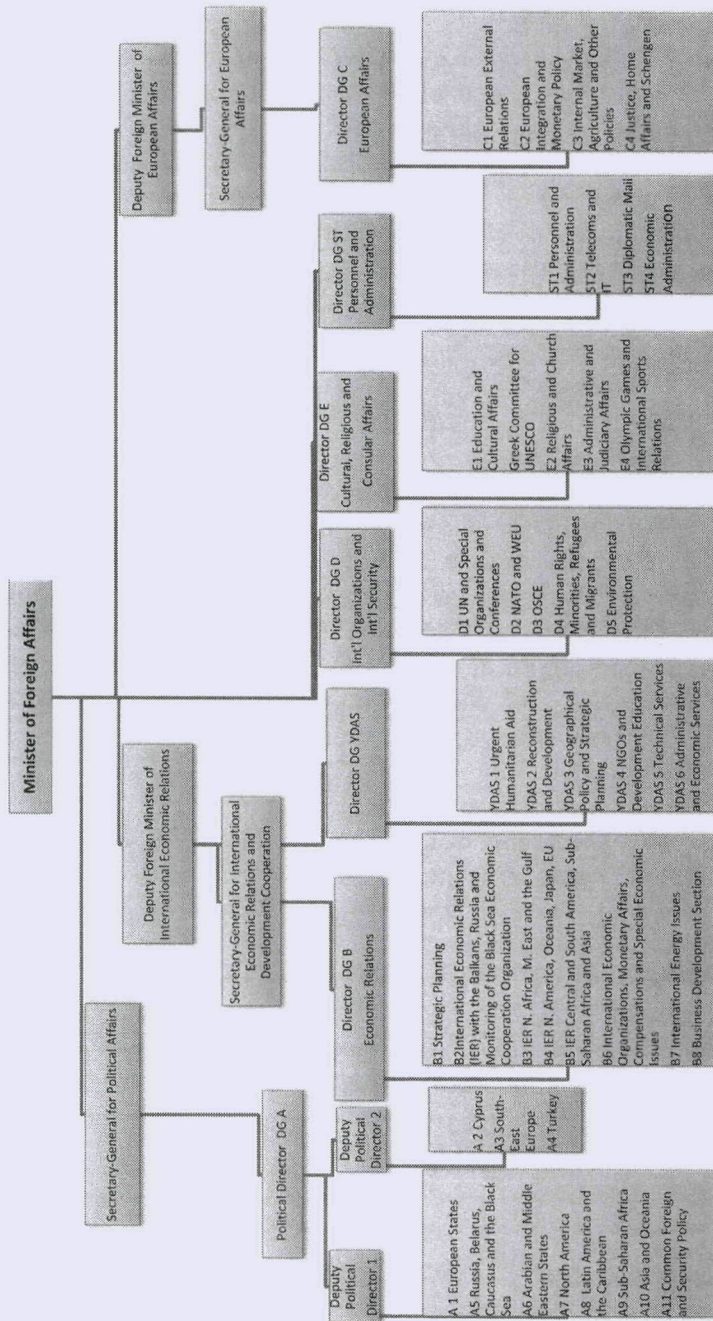 Minister of Foreign Affairs
Secretary-General for Political Affairs
Deputy Foreign Minister of
International Economic Relations
Deputy Foreign Minister of
European Affairs
Secretary-General for International
Economic Relations and
Development Cooperation
Secretary-General for European
Affairs
Political Director DG A
Deputy
Political
Director 1
Deputy
Political
Director 2
Director DG B
Economic Relations
Director DG YDAS
Director DG D
Int'l Organizations and
Int'l Security
Director DG E
Cultural, Religious and
Consular Affairs
Director DG ST
Personnel and
Administration
Director DG C
European Affairs
A 1 European States
A5 Russia, Belarus,
Caucasus and the Black
Sea
A6 Arabian and Middle
Eastern States
A7 North America
A8 Latin America and
the Caribbean
A9 Sub-Saharan Africa
A10 Asia and Oceania
A11 Common Foreign
and Security Policy
A 2 Cyprus
A3 South-
East
Europe
A4 Turkey
B1 Strategic Planning
B2International Economic Relations
(IER) with the Balkans, Russia and
Monitoring of the Black Sea Economic
Cooperation Organization
B3 IER N. Africa, M. East and the Gulf
B4 IER N. America, Oceania, Japan, EU
B5 IER Central and South America, Sub-
Saharan Africa and Asia
B6 International Economic
Organizations, Monetary Affairs,
Compensations and Special Economic
Issues
B7 International Energy Issues
B8 Business Development Section
YDAS 1 Urgent
Humanitarian Aid
YDAS 2 Reconstruction
and Development
YDAS 3 Geographical
Policy and Strategic
Planning
YDAS 4 NGOs and
Development Education
YDAS 5 Technical Services
YDAS 6 Administrative
and Economic Services
D1 UN and Special
Organizations and
Conferences
D2 NATO and WEU
D3 OSCE
D4 Human Rights,
Minorities, Refugees
and Migrants
D5 Environmental
Protection
E1 Education and
Cultural Affairs
Greek Committee for
UNESCO
E2 Religious and Church
Affairs
E3 Administrative and
Judiciary Affairs
E4 Olympic Games and
International Sports
Relations
ST1 Personnel and
Administration
ST2 Telecoms and
IT
ST3 Diplomatic Mail
ST4 Economic
Administration
C1 European External
Relations
C2 European
Integration and
Monetary Policy
C3 Internal Market,
Agriculture and Other
Policies
C4 Justice, Home
Affairs and Schengen